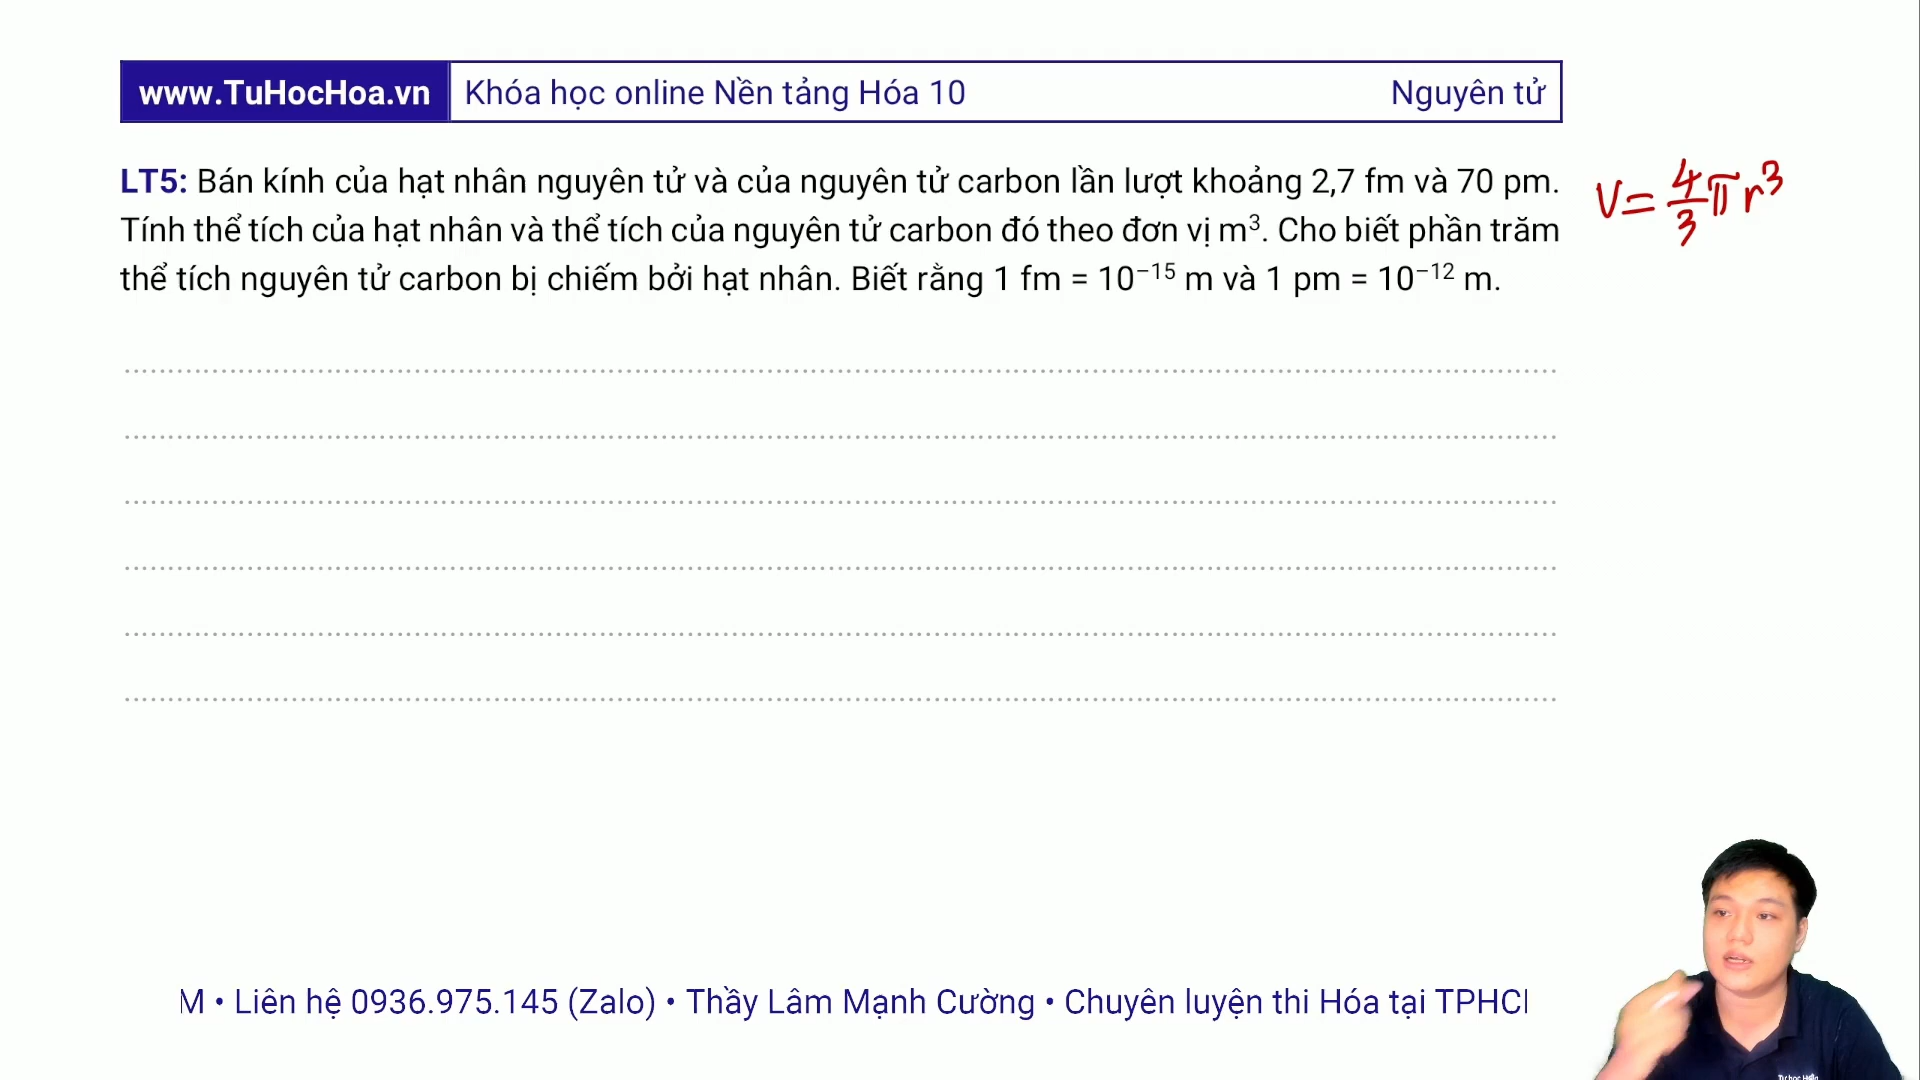 www.TuHocHoa.vn Khóa học online Nền tảng Hóa 10 Nguyên tử
LT5: Bán kính của hạt nhân nguyên tử và của nguyên tử carbon lần lượt khoảng 2,7 fm và 70 pm.
Tính thể tích của hạt nhân và thể tích của nguyên tử carbon đó theo đơn vị m³. Cho biết phần trăm
thể tích nguyên tử carbon bị chiếm bởi hạt nhân. Biết rằng 1 fm = 10⁻¹⁵ m và 1 pm = 10⁻¹² m.
V = 4/3 π r³
M • Liên hệ 0936.975.145 (Zalo) • Thầy Lâm Mạnh Cường • Chuyên luyện thi Hóa tại TPHC